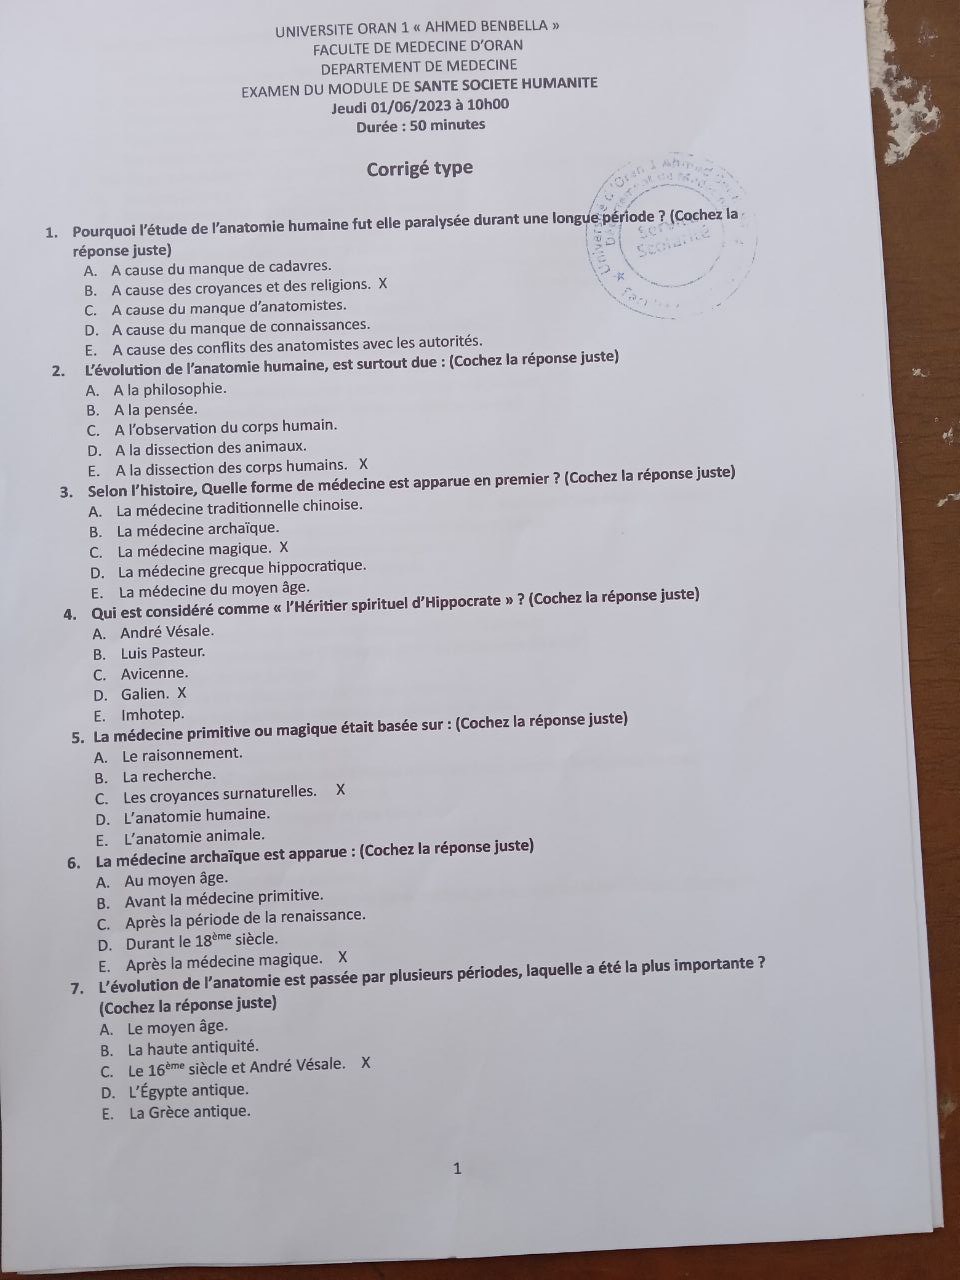 UNIVERSITE ORAN 1 « AHMED BENBELLA »
FACULTE DE MEDECINE D'ORAN
DEPARTEMENT DE MEDECINE
EXAMEN DU MODULE DE SANTE SOCIETE HUMANITE
Jeudi 01/06/2023 à 10h00
Durée : 50 minutes
Corrigé type
1. Pourquoi l'étude de l'anatomie humaine fut elle paralysée durant une longue période ? (Cochez la
réponse juste)
A. A cause du manque de cadavres.
B. A cause des croyances et des religions. X
C. A cause du manque d'anatomistes.
D. A cause du manque de connaissances.
E. A cause des conflits des anatomistes avec les autorités.
2. L'évolution de l'anatomie humaine, est surtout due : (Cochez la réponse juste)
A. A la philosophie.
B. A la pensée.
C. A l'observation du corps humain.
D. A la dissection des animaux.
E. A la dissection des corps humains. X
3. Selon l'histoire, Quelle forme de médecine est apparue en premier ? (Cochez la réponse juste)
A. La médecine traditionnelle chinoise.
B. La médecine archaïque.
C. La médecine magique. X
D. La médecine grecque hippocratique.
E. La médecine du moyen âge.
4. Qui est considéré comme « l'Héritier spirituel d'Hippocrate » ? (Cochez la réponse juste)
A. André Vésale.
B. Luis Pasteur.
C. Avicenne.
D. Galien. X
E. Imhotep.
5. La médecine primitive ou magique était basée sur : (Cochez la réponse juste)
A. Le raisonnement.
B. La recherche.
C. Les croyances surnaturelles. X
D. L'anatomie humaine.
E. L'anatomie animale.
6. La médecine archaïque est apparue : (Cochez la réponse juste)
A. Au moyen âge.
B. Avant la médecine primitive.
C. Après la période de la renaissance.
D. Durant le 18ème siècle.
E. Après la médecine magique. X
7. L'évolution de l'anatomie est passée par plusieurs périodes, laquelle a été la plus importante ?
(Cochez la réponse juste)
A. Le moyen âge.
B. La haute antiquité.
C. Le 16ème siècle et André Vésale. X
D. L'Égypte antique.
E. La Grèce antique.
1